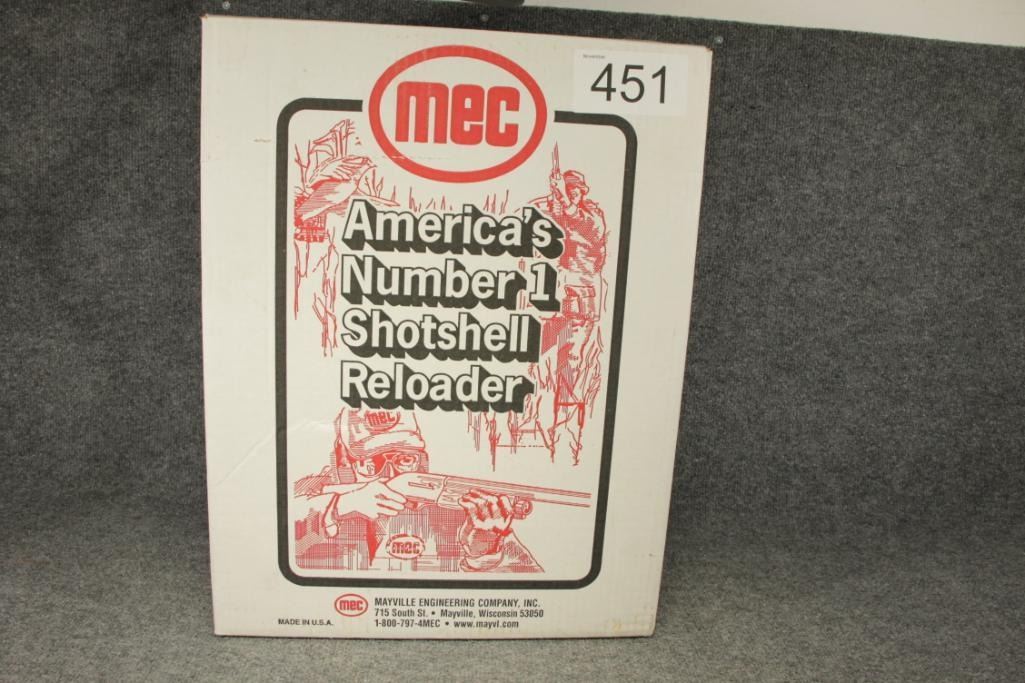 mec
November
451
America's
Number 1
Shotshell
Reloader
mec
mec
mec
MAYVILLE ENGINEERING COMPANY, INC.
715 South St. • Mayville, Wisconsin 53050
1-800-797-4MEC • www.mayvl.com
MADE IN U.S.A.